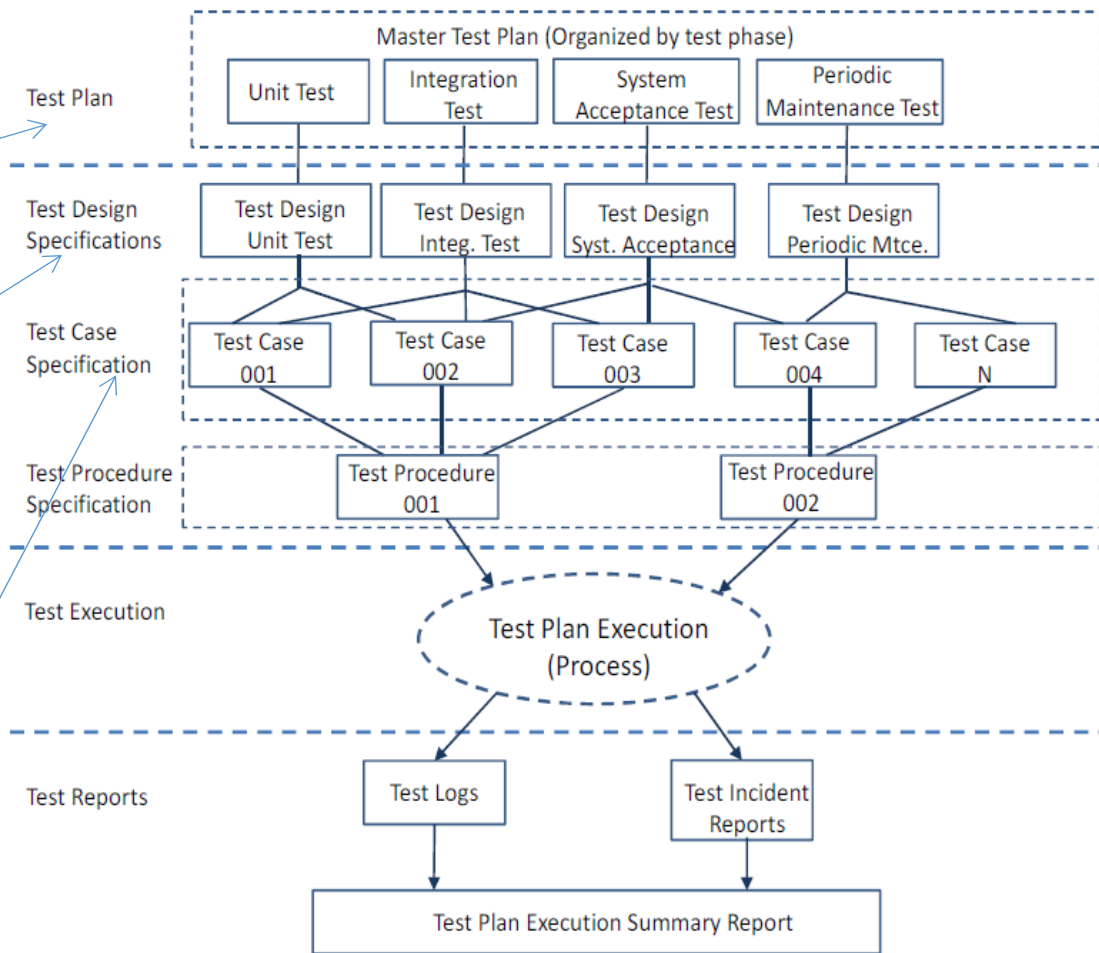 Master Test Plan (Organized by test phase)
Test Plan
Unit Test
Integration
Test
System
Acceptance Test
Periodic
Maintenance Test
Test Design
Specifications
Test Design
Unit Test
Test Design
Integ. Test
Test Design
Syst. Acceptance
Test Design
Periodic Mtce.
Test Case
Specification
Test Case
001
Test Case
002
Test Case
003
Test Case
004
Test Case
N
Test Procedure
Specification
Test Procedure
001
Test Procedure
002
Test Execution
Test Plan Execution
(Process)
Test Reports
Test Logs
Test Incident
Reports
Test Plan Execution Summary Report